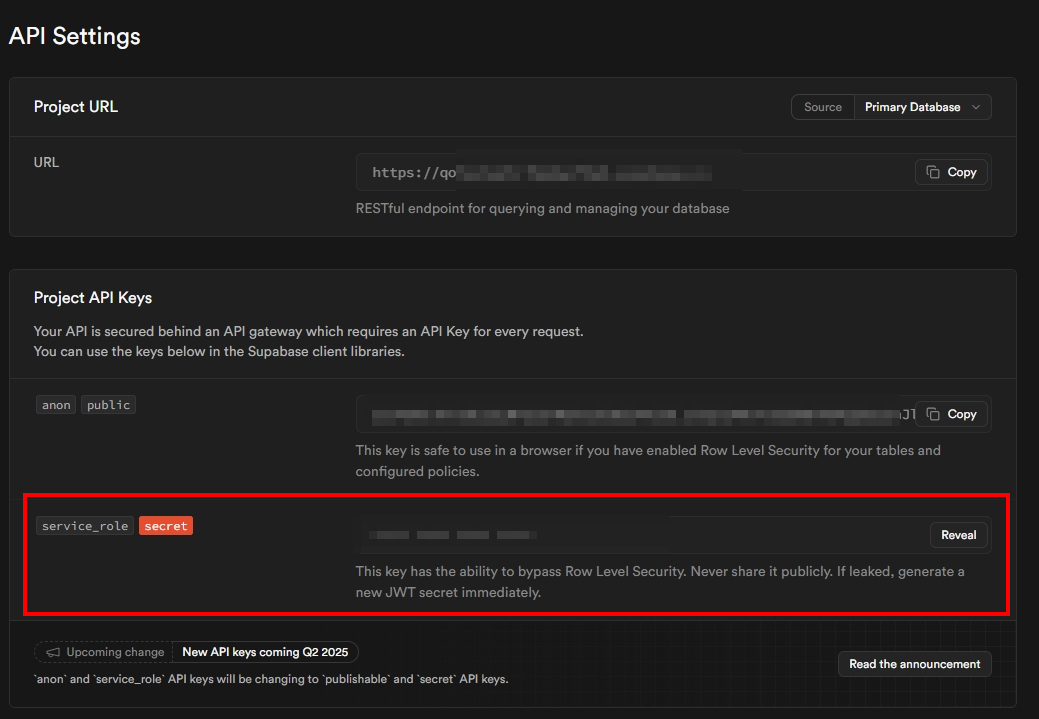 API Settings
Project URL
Source Primary Database
URL
https://qo
Copy
RESTful endpoint for querying and managing your database
Project API Keys
Your API is secured behind an API gateway which requires an API Key for every request.
You can use the keys below in the Supabase client libraries.
anon public
Copy
This key is safe to use in a browser if you have enabled Row Level Security for your tables and
configured policies.
service_role secret
Reveal
This key has the ability to bypass Row Level Security. Never share it publicly. If leaked, generate a
new JWT secret immediately.
Upcoming change New API keys coming Q2 2025
`anon` and `service_role` API keys will be changing to `publishable` and `secret` API keys.
Read the announcement